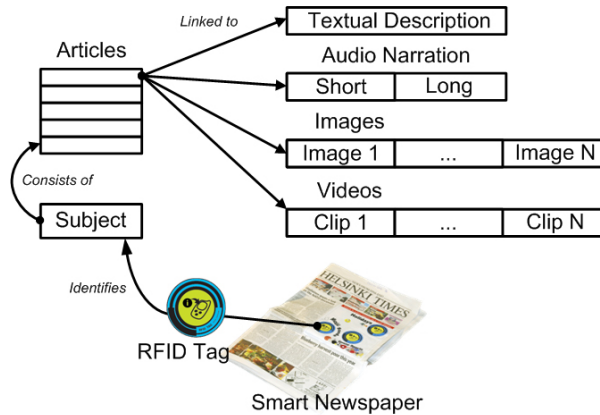 Linked to
Textual Description
Articles
Audio Narration
Short
Long
Images
Image 1
...
Image N
Consists of
Videos
Subject
Clip 1
...
Clip N
Identifies
HELSINKI TIMES
RFID Tag
Smart Newspaper